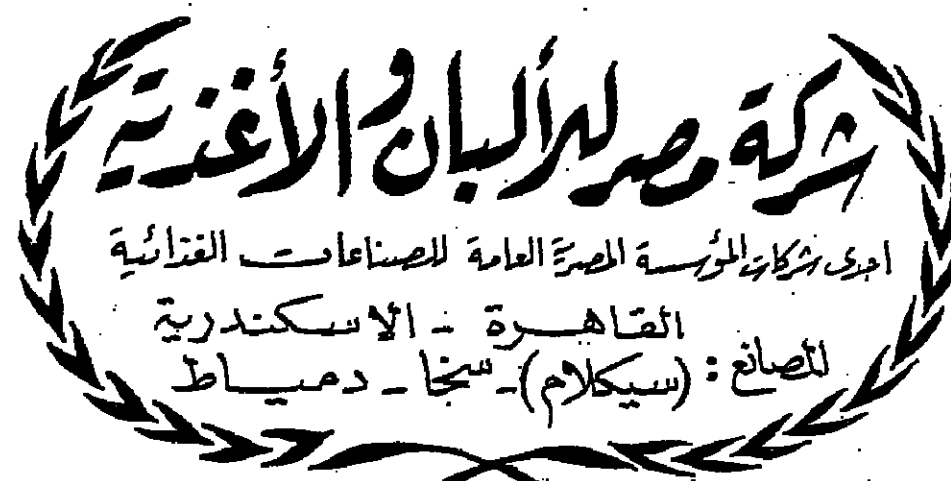 شركة مصر للألبان والأغذية
احدى شركات المؤسسة المصرية العامة للصناعات الغذائية
القاهرة - الاسكندرية
المصانع : (سيكلام) - سخا - دمياط